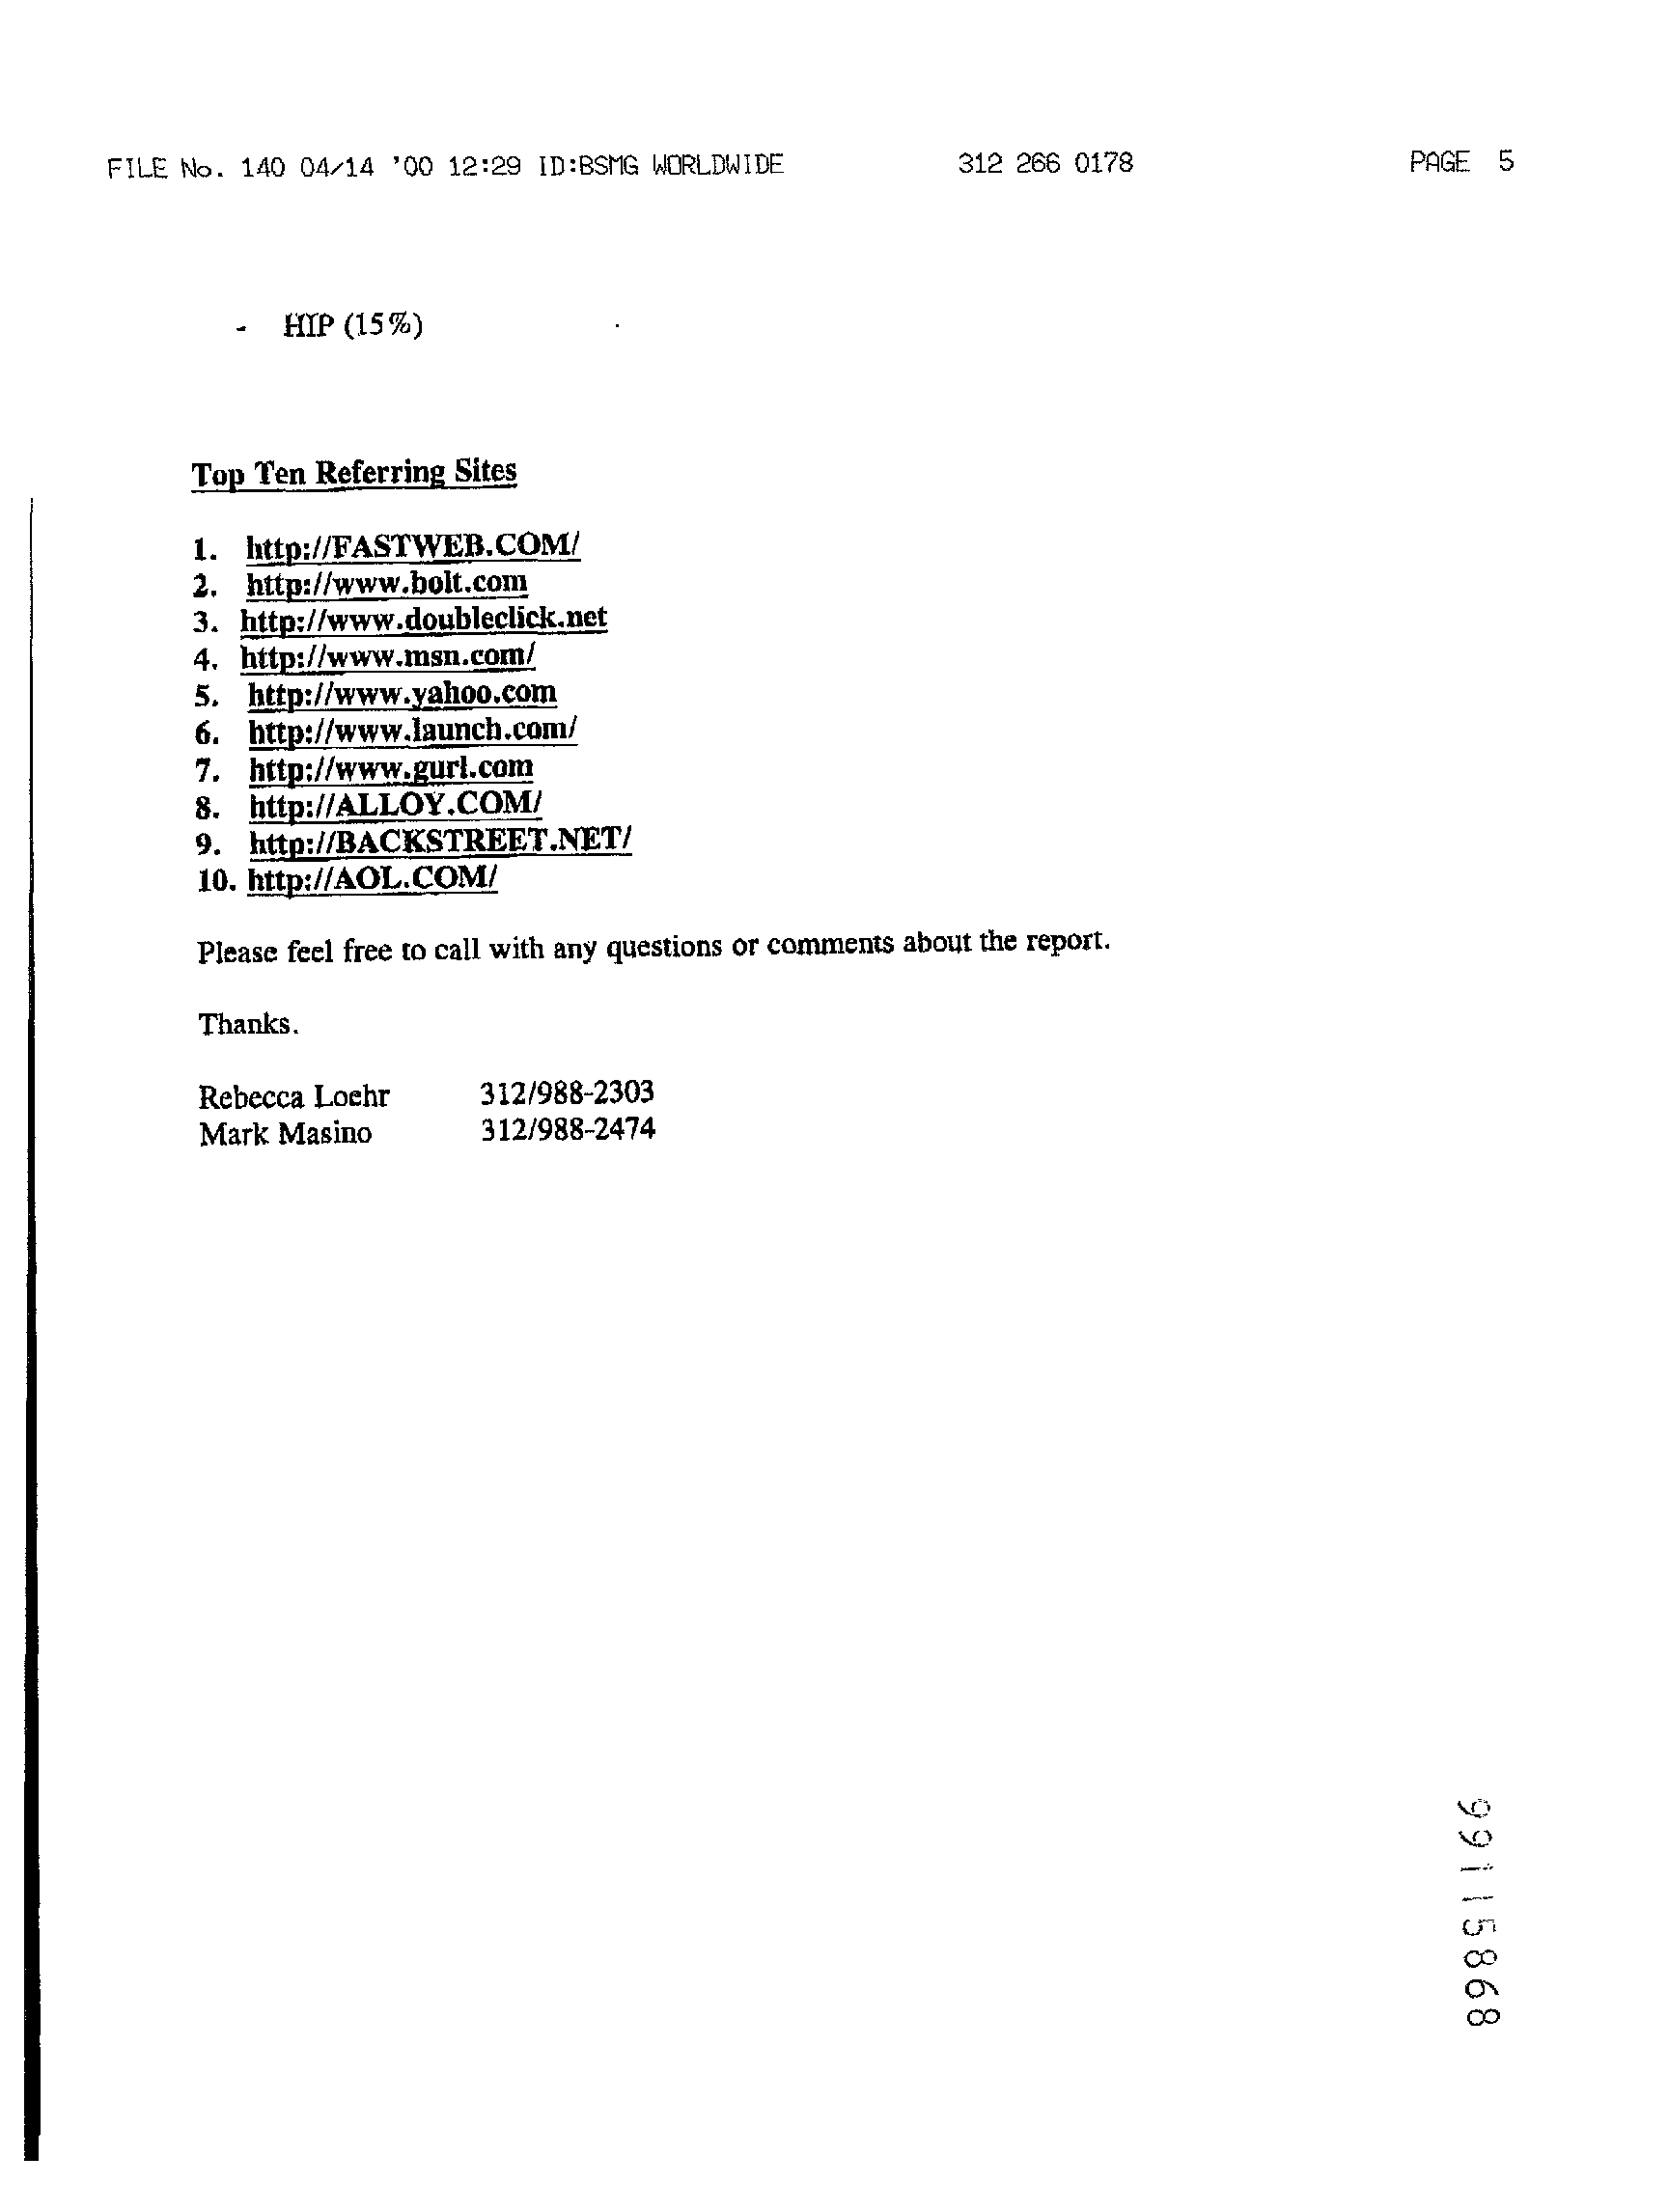 FILE No. 140 04/14 '00 12:29 ID:BSMG WORLDWIDE 312 266 0178 PAGE 5
- HIP (15%)
Top Ten Referring Sites
1. http://FASTWEB.COM/
2. http://www.bolt.com
3. http://www.doubleclick.net
4. http://www.msn.com/
5. http://www.yahoo.com
6. http://www.launch.com/
7. http://www.gurl.com
8. http://ALLOY.COM/
9. http://BACKSTREET.NET/
10. http://AOL.COM/
Please feel free to call with any questions or comments about the report.
Thanks.
Rebecca Loehr 312/988-2303
Mark Masino 312/988-2474
99115868